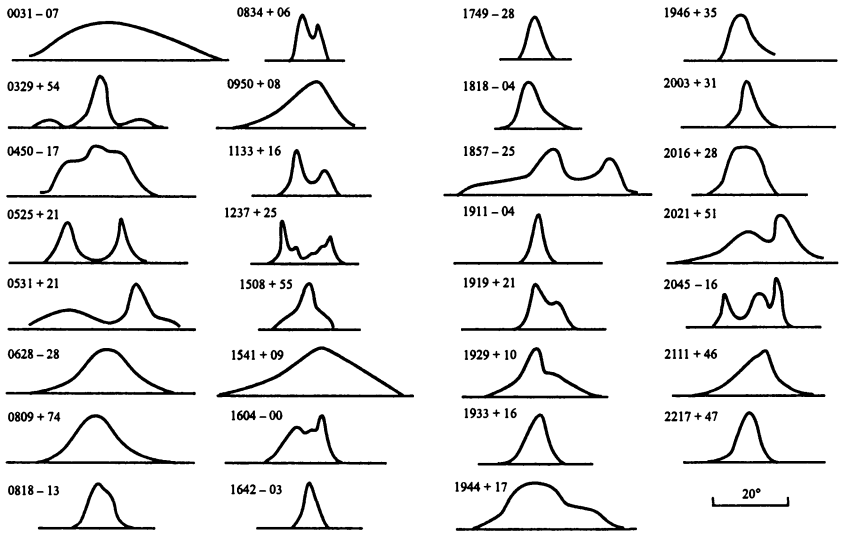 0031 – 07
0329 + 54
0450 – 17
0525 + 21
0531 + 21
0628 – 28
0809 + 74
0818 – 13
0834 + 06
0950 + 08
1133 + 16
1237 + 25
1508 + 55
1541 + 09
1604 – 00
1642 – 03
1749 – 28
1818 – 04
1857 – 25
1911 – 04
1919 + 21
1929 + 10
1933 + 16
1944 + 17
1946 + 35
2003 + 31
2016 + 28
2021 + 51
2045 – 16
2111 + 46
2217 + 47
20°